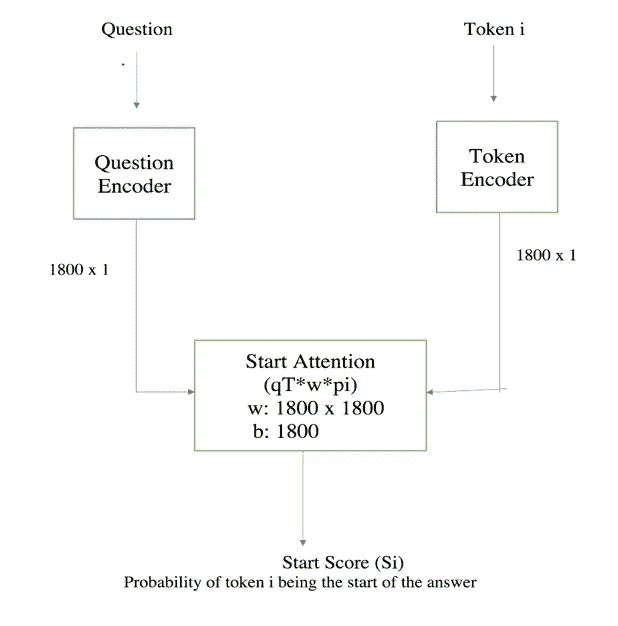 Question
Token i
Question
Encoder
Token
Encoder
1800 x 1
1800 x 1
Start Attention
(qT*w*pi)
w: 1800 x 1800
b: 1800
Start Score (Si)
Probability of token i being the start of the answer